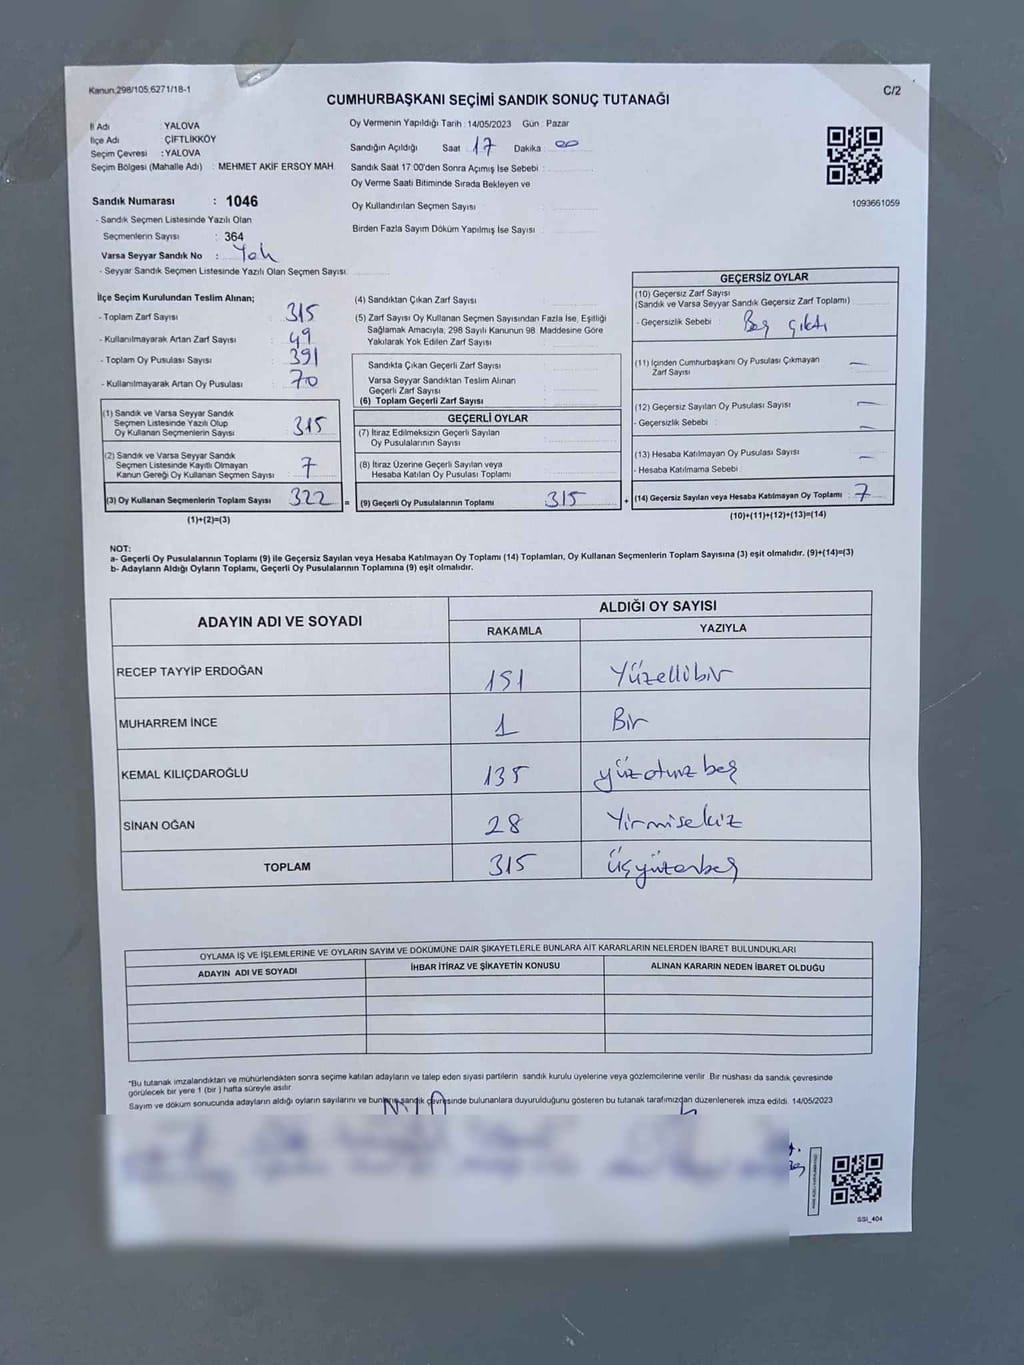 Kanun:298/105;6271/18-1
C/2
CUMHURBAŞKANI SEÇİMİ SANDIK SONUÇ TUTANAĞI
İl Adı YALOVA
İlçe Adı ÇİFTLİKKÖY
Seçim Çevresi : YALOVA
Seçim Bölgesi (Mahalle Adı) : MEHMET AKİF ERSOY MAH.
Oy Vermenin Yapıldığı Tarih : 14/05/2023 Gün : Pazar
Sandığın Açıldığı Saat : 17 Dakika : 00
Sandık Saat 17:00'den Sonra Açımış İse Sebebi :
Oy Verme Saati Bitiminde Sırada Bekleyen ve
Oy Kullandırılan Seçmen Sayısı
Birden Fazla Sayım Döküm Yapılmış İse Sayısı
1093661059
Sandık Numarası : 1046
- Sandık Seçmen Listesinde Yazılı Olan
Seçmenlerin Sayısı : 364
Varsa Seyyar Sandık No : Yok
- Seyyar Sandık Seçmen Listesinde Yazılı Olan Seçmen Sayısı:
İlçe Seçim Kurulundan Teslim Alınan;
- Toplam Zarf Sayısı : 315
- Kullanılmayarak Artan Zarf Sayısı : 49
- Toplam Oy Pusulası Sayısı : 391
- Kullanılmayarak Artan Oy Pusulası : 70
(1) Sandık ve Varsa Seyyar Sandık
Seçmen Listesinde Yazılı Olup
Oy Kullanan Seçmenlerin Sayısı 315
(2) Sandık ve Varsa Seyyar Sandık
Seçmen Listesinde Kayıtlı Olmayan
Kanun Gereği Oy Kullanan Seçmen Sayısı 7
(3) Oy Kullanan Seçmenlerin Toplam Sayısı 322 =
(1)+(2)=(3)
(4) Sandıktan Çıkan Zarf Sayısı
(5) Zarf Sayısı Oy Kullanan Seçmen Sayısından Fazla İse, Eşitliği
Sağlamak Amacıyla; 298 Sayılı Kanunun 98. Maddesine Göre
Yakılarak Yok Edilen Zarf Sayısı
Sandıkta Çıkan Geçerli Zarf Sayısı
Varsa Seyyar Sandıktan Teslim Alınan
Geçerli Zarf Sayısı
(6) Toplam Geçerli Zarf Sayısı
GEÇERLİ OYLAR
(7) İtiraz Edilmeksizin Geçerli Sayılan
Oy Pusulalarının Sayısı
(8) İtiraz Üzerine Geçerli Sayılan veya
Hesaba Katılan Oy Pusulası Toplamı
(9) Geçerli Oy Pusulalarının Toplamı 315 +
GEÇERSİZ OYLAR
(10) Geçersiz Zarf Sayısı
(Sandık ve Varsa Seyyar Sandık Geçersiz Zarf Toplamı)
- Geçersizlik Sebebi : Boş çıktı
(11) İçinden Cumhurbaşkanı Oy Pusulası Çıkmayan
Zarf Sayısı —
(12) Geçersiz Sayılan Oy Pusulası Sayısı —
- Geçersizlik Sebebi : —
(13) Hesaba Katılmayan Oy Pusulası Sayısı —
- Hesaba Katılmama Sebebi
(14) Geçersiz Sayılan veya Hesaba Katılmayan Oy Toplamı : 7
(10)+(11)+(12)+(13)=(14)
NOT:
a- Geçerli Oy Pusulalarının Toplamı (9) ile Geçersiz Sayılan veya Hesaba Katılmayan Oy Toplamı (14) Toplamları, Oy Kullanan Seçmenlerin Toplam Sayısına (3) eşit olmalıdır. (9)+(14)=(3)
b- Adayların Aldığı Oyların Toplamı, Geçerli Oy Pusulalarının Toplamına (9) eşit olmalıdır.
ADAYIN ADI VE SOYADI
ALDIĞI OY SAYISI
RAKAMLA YAZIYLA
RECEP TAYYİP ERDOĞAN 151 Yüzellibir
MUHARREM İNCE 1 Bir
KEMAL KILIÇDAROĞLU 135 yüzotuzbeş
SİNAN OĞAN 28 Yirmisekiz
TOPLAM 315 Üçyüzonbeş
OYLAMA İŞ VE İŞLEMLERİNE VE OYLARIN SAYIM VE DÖKÜMÜNE DAİR ŞİKAYETLERLE BUNLARA AİT KARARLARIN NELERDEN İBARET BULUNDUKLARI
ADAYIN ADI VE SOYADI İHBAR İTİRAZ VE ŞİKAYETİN KONUSU ALINAN KARARIN NEDEN İBARET OLDUĞU
*Bu tutanak imzalandıktan ve mühürlendikten sonra seçime katılan adayların ve talep eden siyasi partilerin sandık kurulu üyelerine veya gözlemcilerine verilir. Bir nüshası da sandık çevresinde
görülecek bir yere 1 (bir) hafta süreyle asılır.
Sayım ve döküm sonucunda adayların aldığı oyların sayılarını ve bunların sandık çevresinde bulunanlara duyurulduğunu gösteren bu tutanak tarafımızdan düzenlenerek imza edildi. 14/05/2023
SSI_404